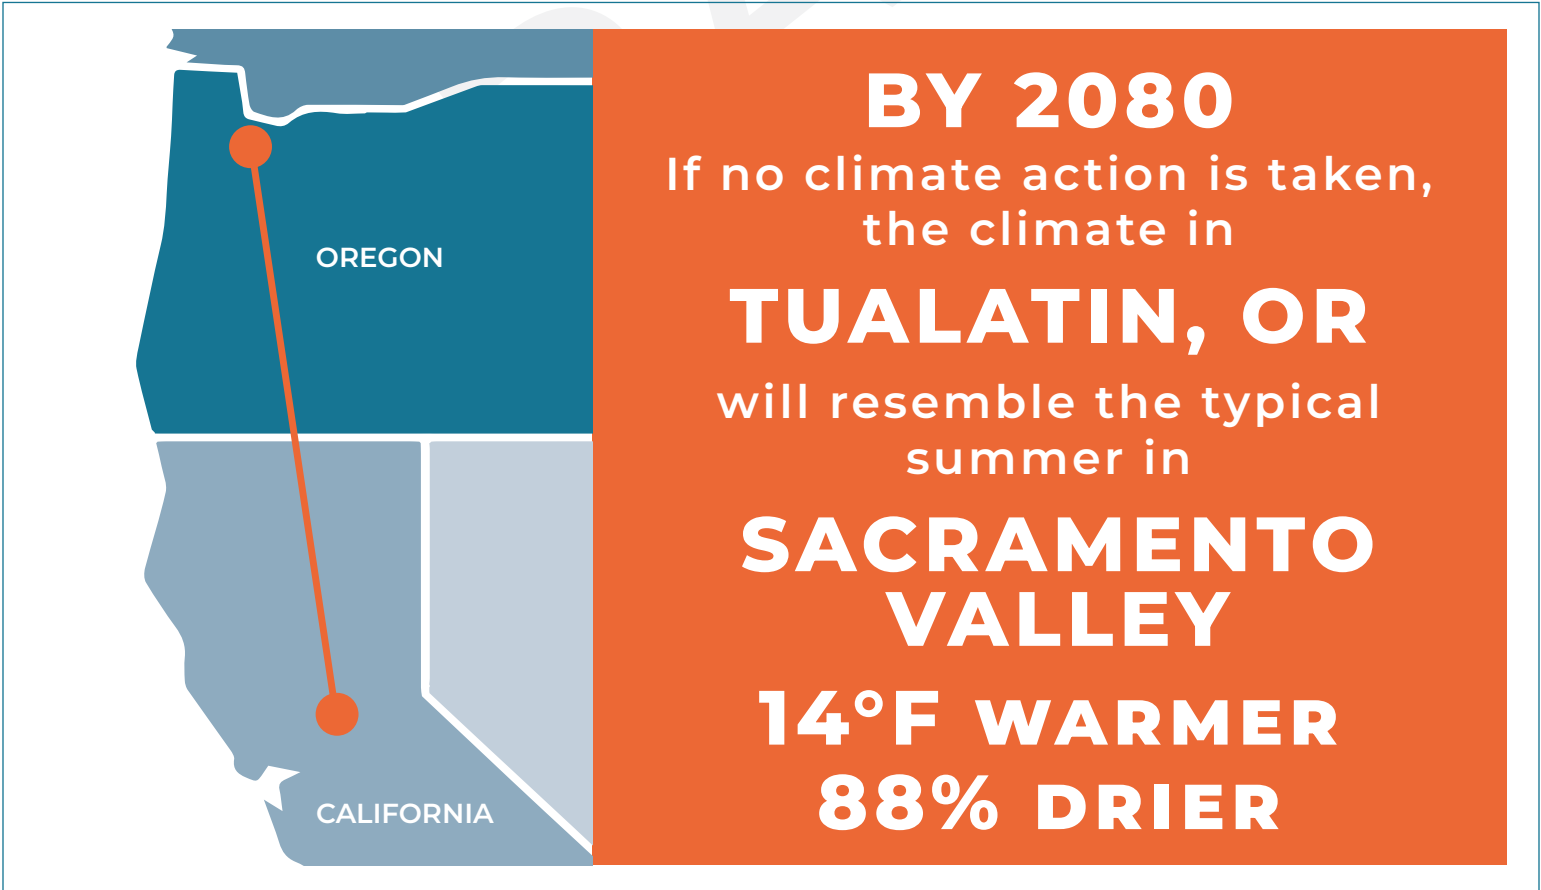 BY 2080
If no climate action is taken,
the climate in
TUALATIN, OR
will resemble the typical
summer in
SACRAMENTO
VALLEY
14°F WARMER
88% DRIER
OREGON
CALIFORNIA